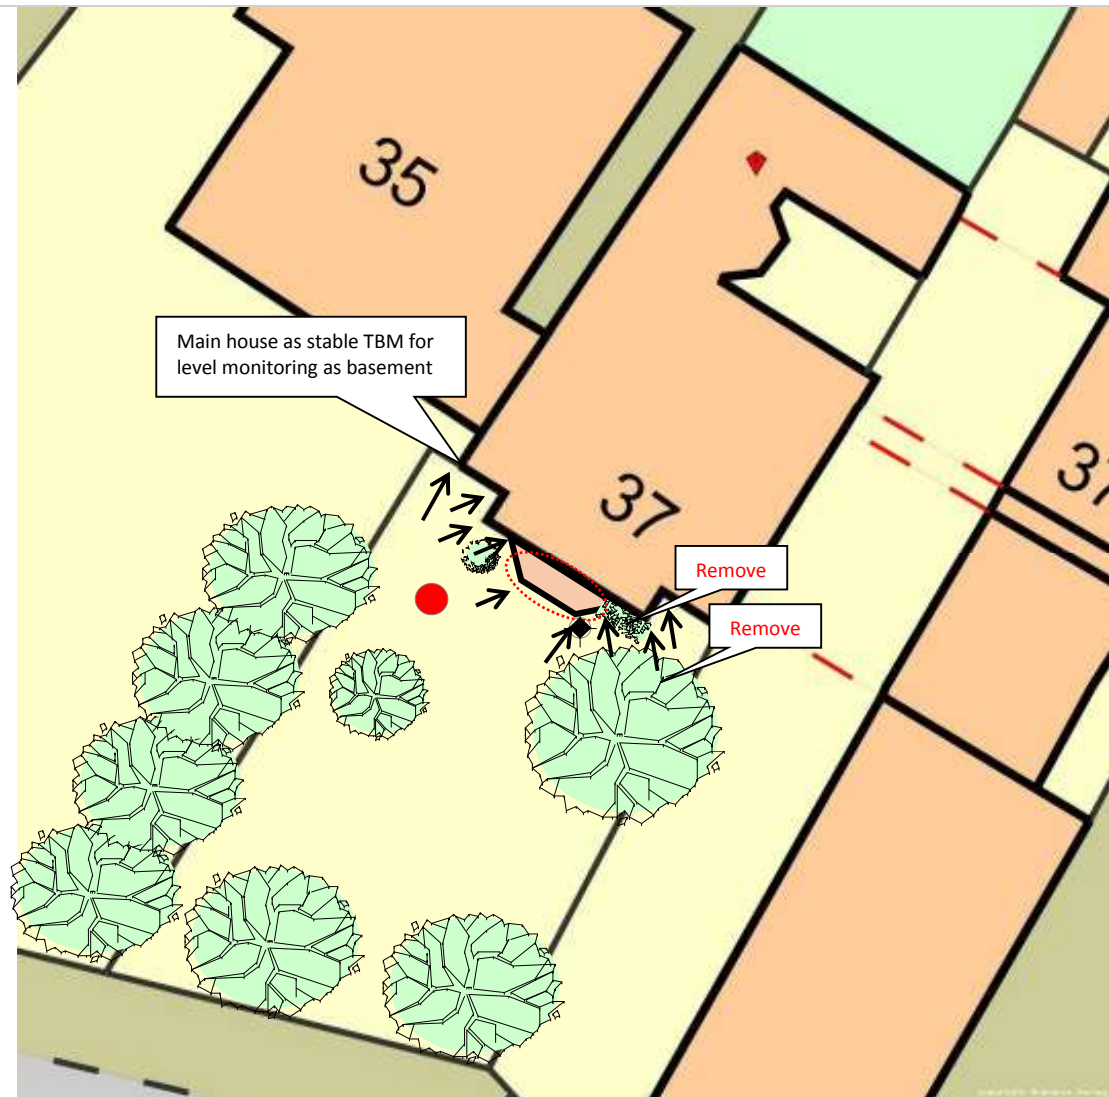 35
Main house as stable TBM for
level monitoring as basement
37
37
Remove
Remove